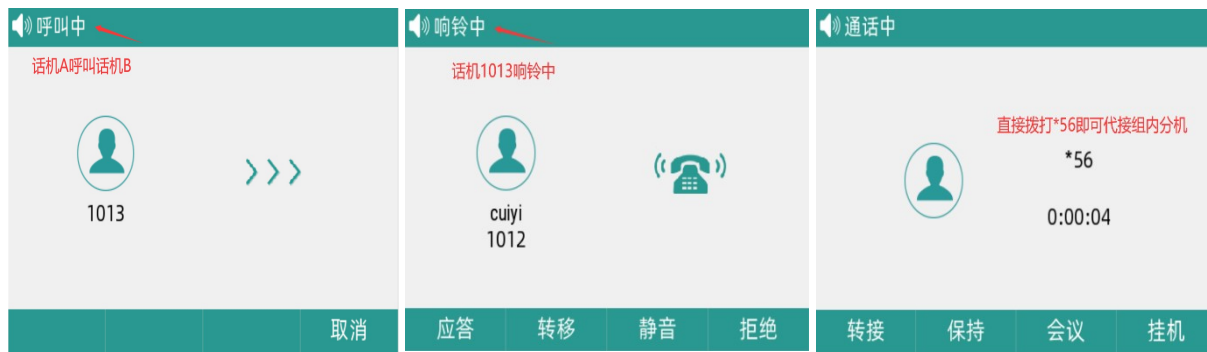 呼叫中
话机A呼叫话机B
1013
取消
响铃中
话机1013响铃中
cuiyi
1012
应答 转移 静音 拒绝
通话中
直接拨打*56即可代接组内分机
*56
0:00:04
转接 保持 会议 挂机